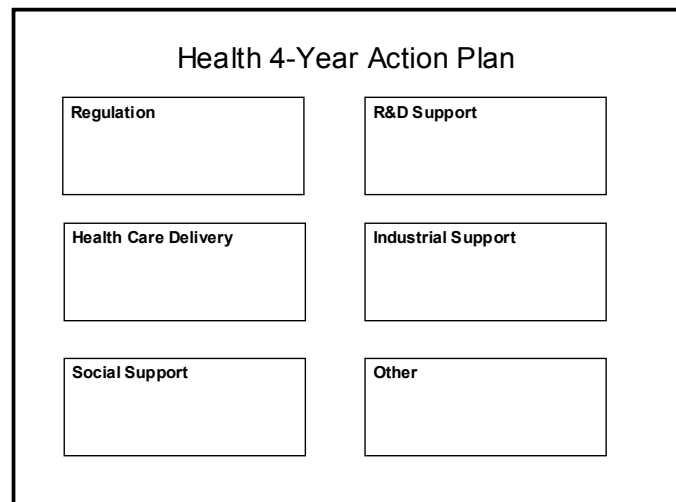 Health 4-Year Action Plan
Regulation
R&D Support
Health Care Delivery
Industrial Support
Social Support
Other